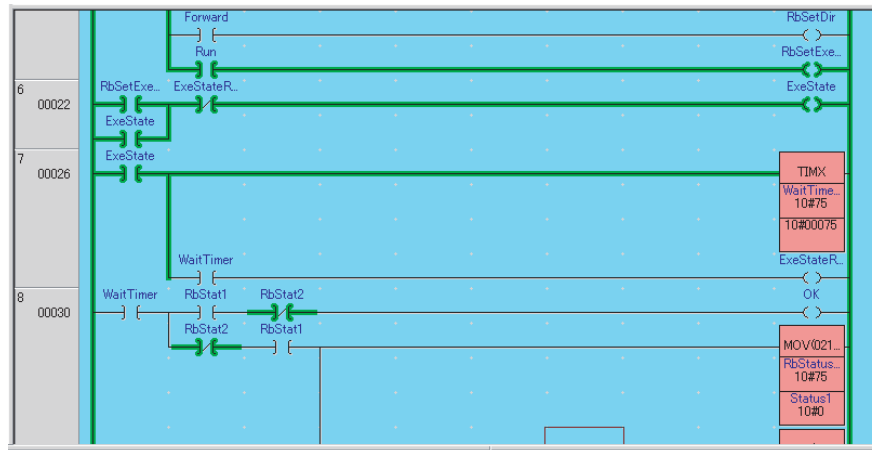 Forward RbSetDir
Run RbSetExe...
6 RbSetExe... ExeStateR... ExeState
00022
ExeState
7 ExeState
00026 TIMX
WaitTime...
10#75
10#00075
WaitTimer ExeStateR...
8 WaitTimer RbStat1 RbStat2 OK
00030
RbStat2 RbStat1
MOV(021...
RbStatus...
10#75
Status1
10#0